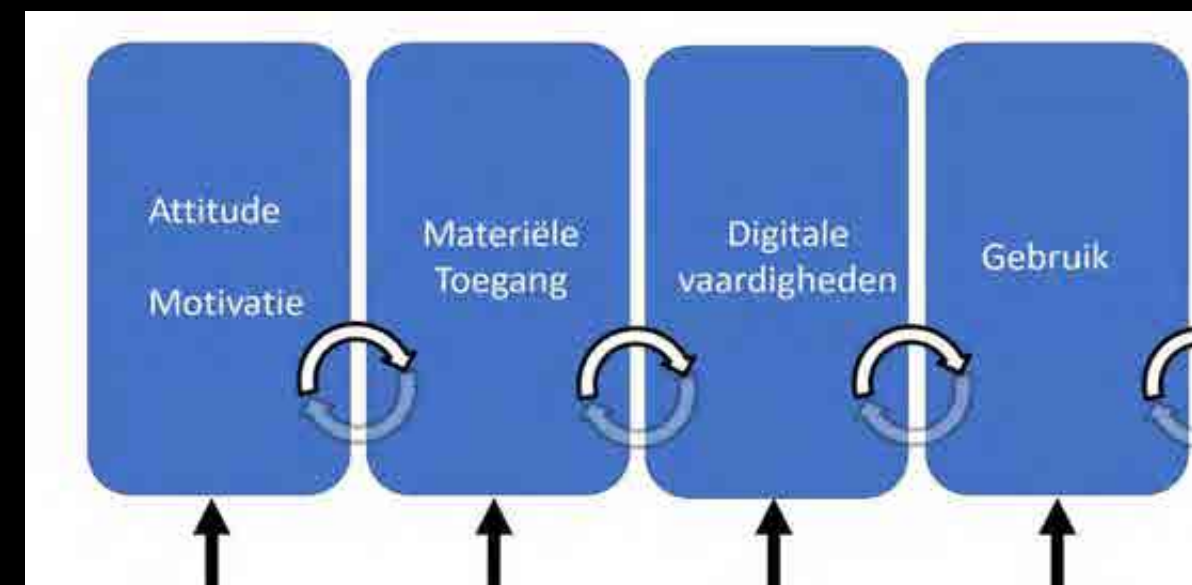 Attitude
Motivatie
Materiële
Toegang
Digitale
vaardigheden
Gebruik